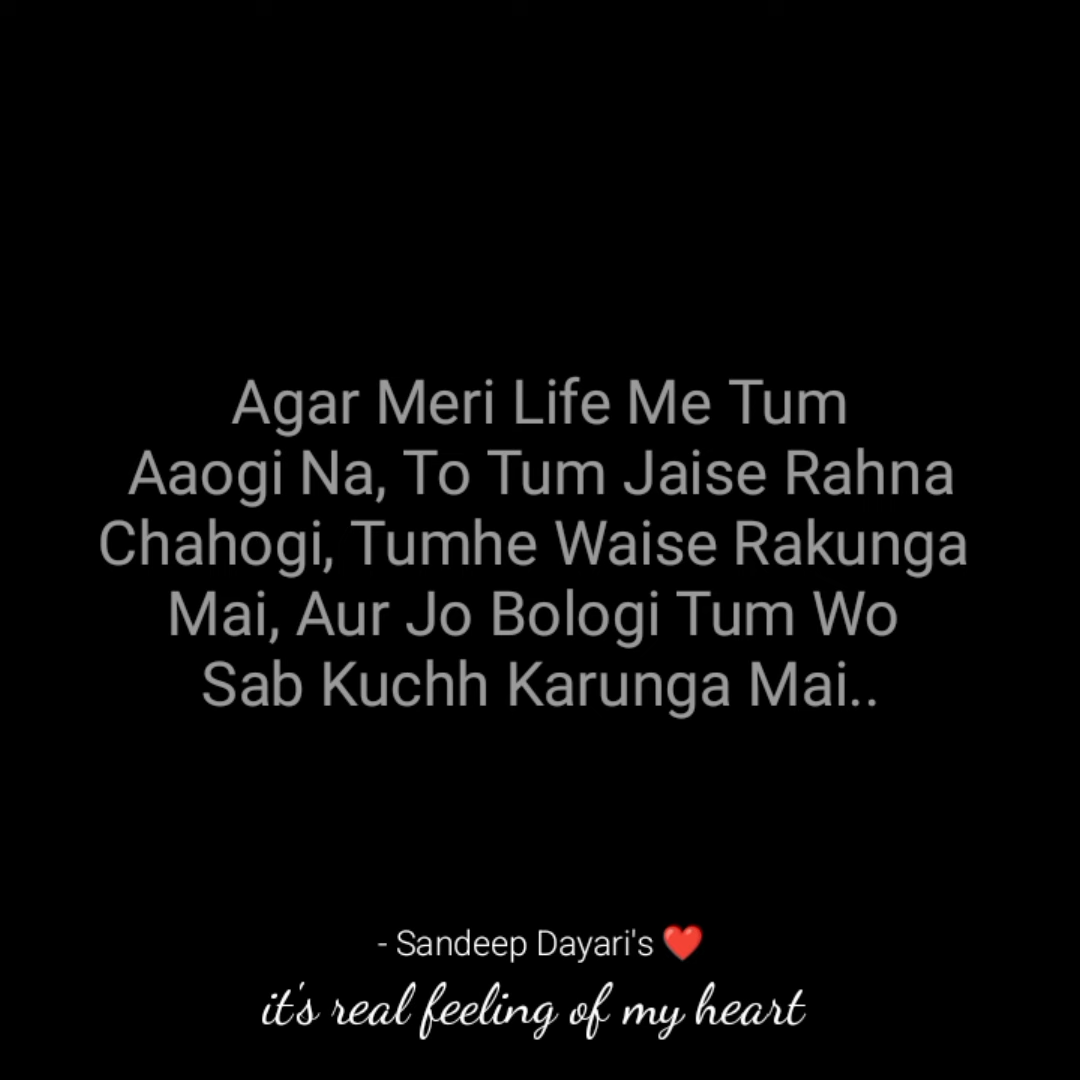 Agar Meri Life Me Tum
Aaogi Na, To Tum Jaise Rahna
Chahogi, Tumhe Waise Rakunga
Mai, Aur Jo Bologi Tum Wo
Sab Kuchh Karunga Mai..
- Sandeep Dayari's ❤️
it's real feeling of my heart